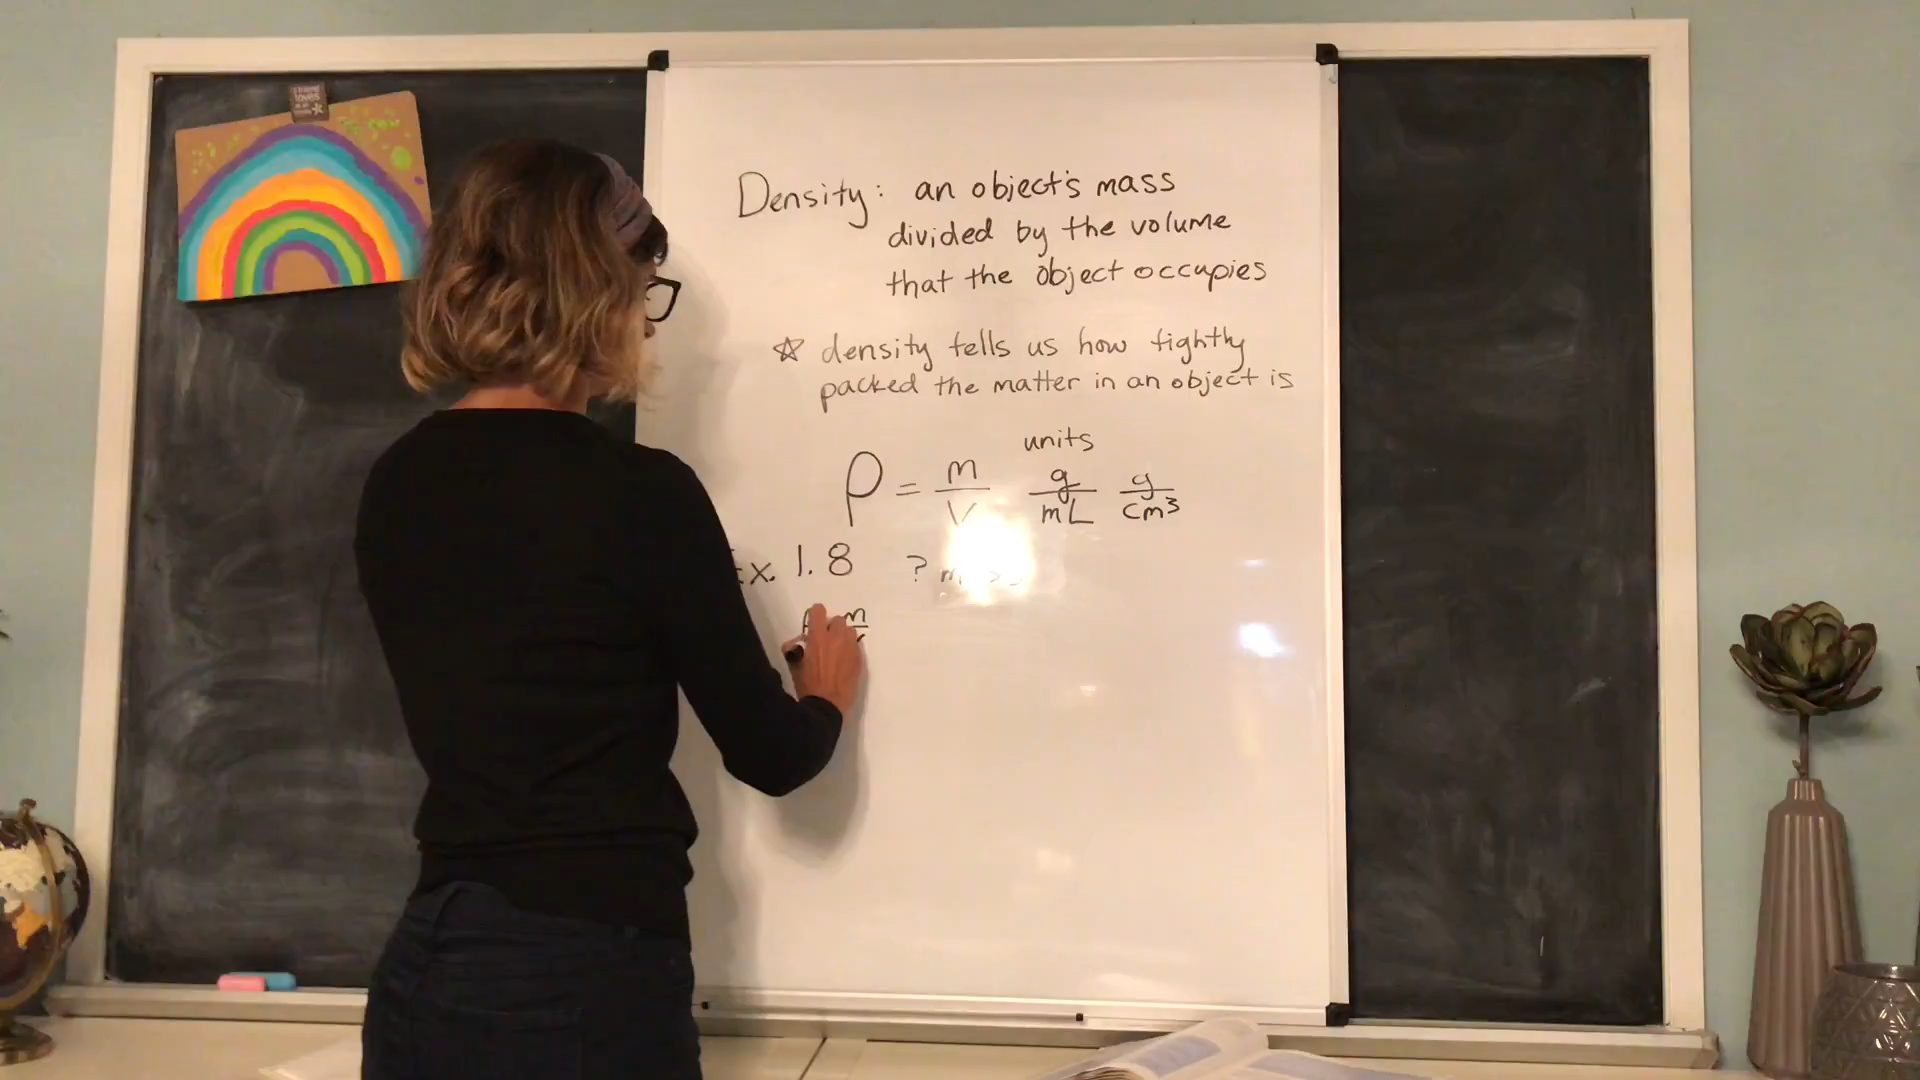 Density: an object's mass
divided by the volume
that the object occupies
☆ density tells us how tightly
packed the matter in an object is
units
ρ = m/V g/mL g/cm³
Ex. 1.8 ?
m
loves